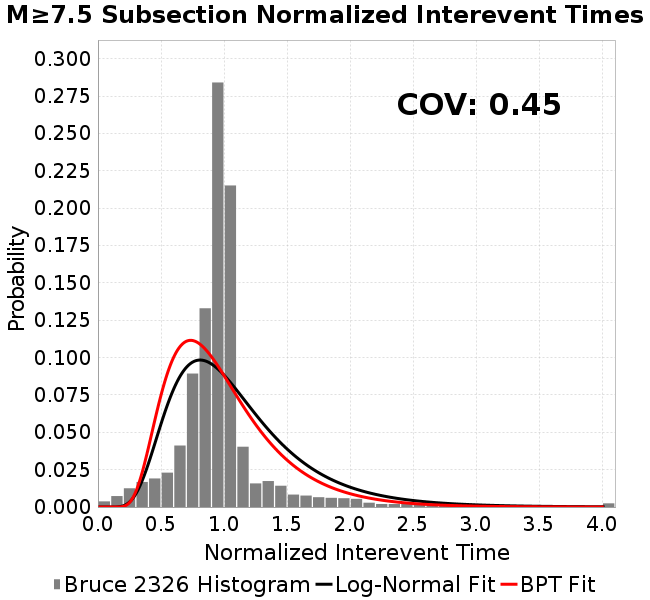 M≥7.5 Subsection Normalized Interevent Times
COV: 0.45
Probability
0.300
0.275
0.250
0.225
0.200
0.175
0.150
0.125
0.100
0.075
0.050
0.025
0.000
0.0 0.5 1.0 1.5 2.0 2.5 3.0 3.5 4.0
Normalized Interevent Time
Bruce 2326 Histogram Log-Normal Fit BPT Fit